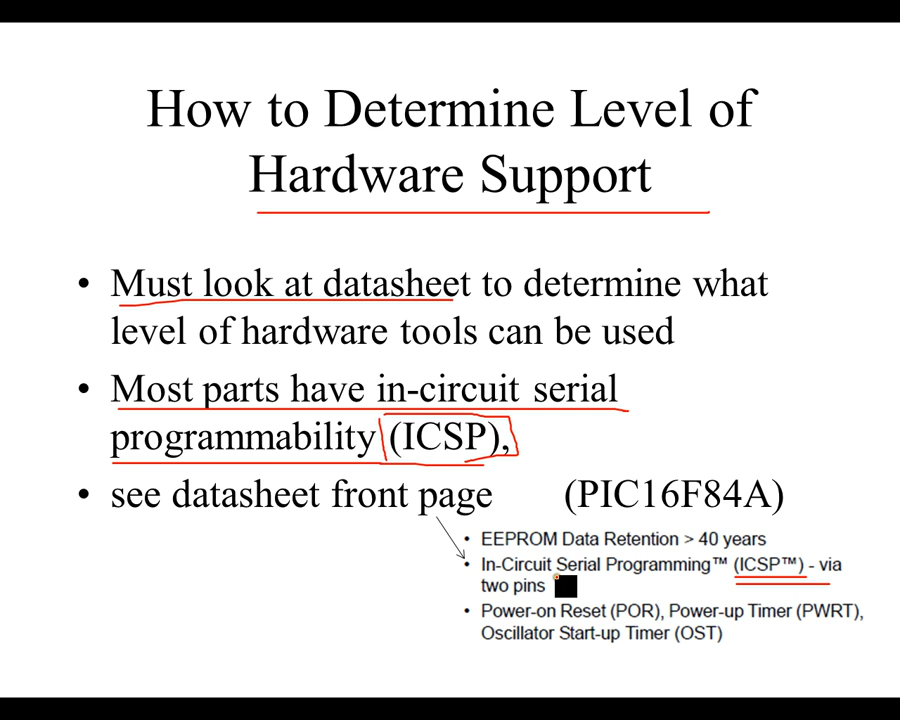 How to Determine Level of
Hardware Support
• Must look at datasheet to determine what
level of hardware tools can be used
• Most parts have in-circuit serial
programmability (ICSP),
• see datasheet front page (PIC16F84A)
• EEPROM Data Retention > 40 years
• In-Circuit Serial Programming™ (ICSP™) - via
two pins
• Power-on Reset (POR), Power-up Timer (PWRT),
Oscillator Start-up Timer (OST)